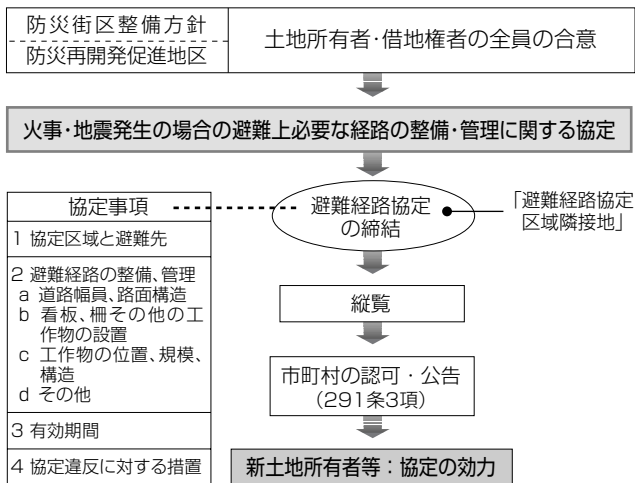 防災街区整備方針
防災再開発促進地区
土地所有者・借地権者の全員の合意
火事・地震発生の場合の避難上必要な経路の整備・管理に関する協定
協定事項
1 協定区域と避難先
2 避難経路の整備、管理
a 道路幅員、路面構造
b 看板、柵その他の工
作物の設置
c 工作物の位置、規模、
構造
d その他
3 有効期間
4 協定違反に対する措置
避難経路協定
の締結
「避難経路協定
区域隣接地」
縦覧
市町村の認可・公告
(291条3項)
新土地所有者等:協定の効力